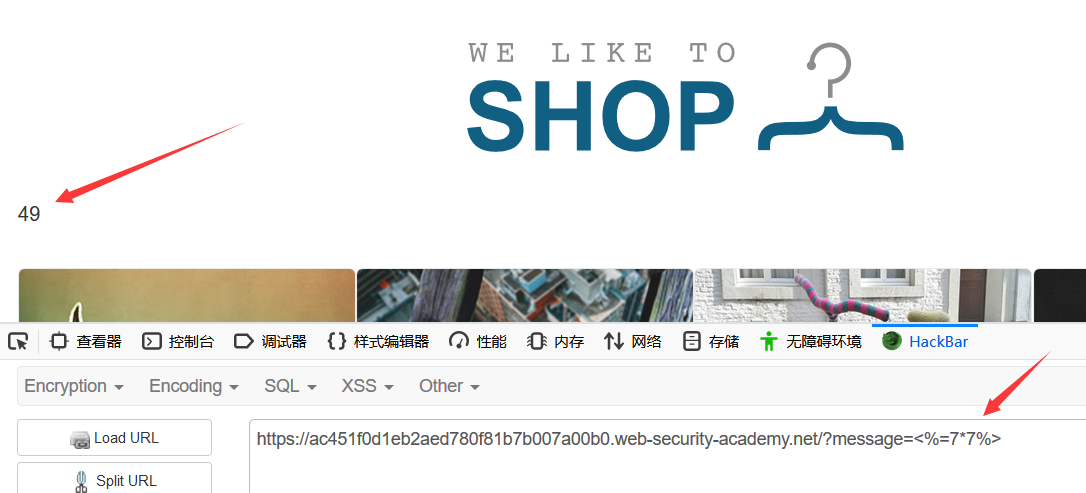 WE LIKE TO
SHOP
49
查看器 控制台 调试器 样式编辑器 性能 内存 网络 存储 无障碍环境 HackBar
Encryption Encoding SQL XSS Other
Load URL
https://ac451f0d1eb2aed780f81b7b007a00b0.web-security-academy.net/?message=<%=7*7%>
Split URL